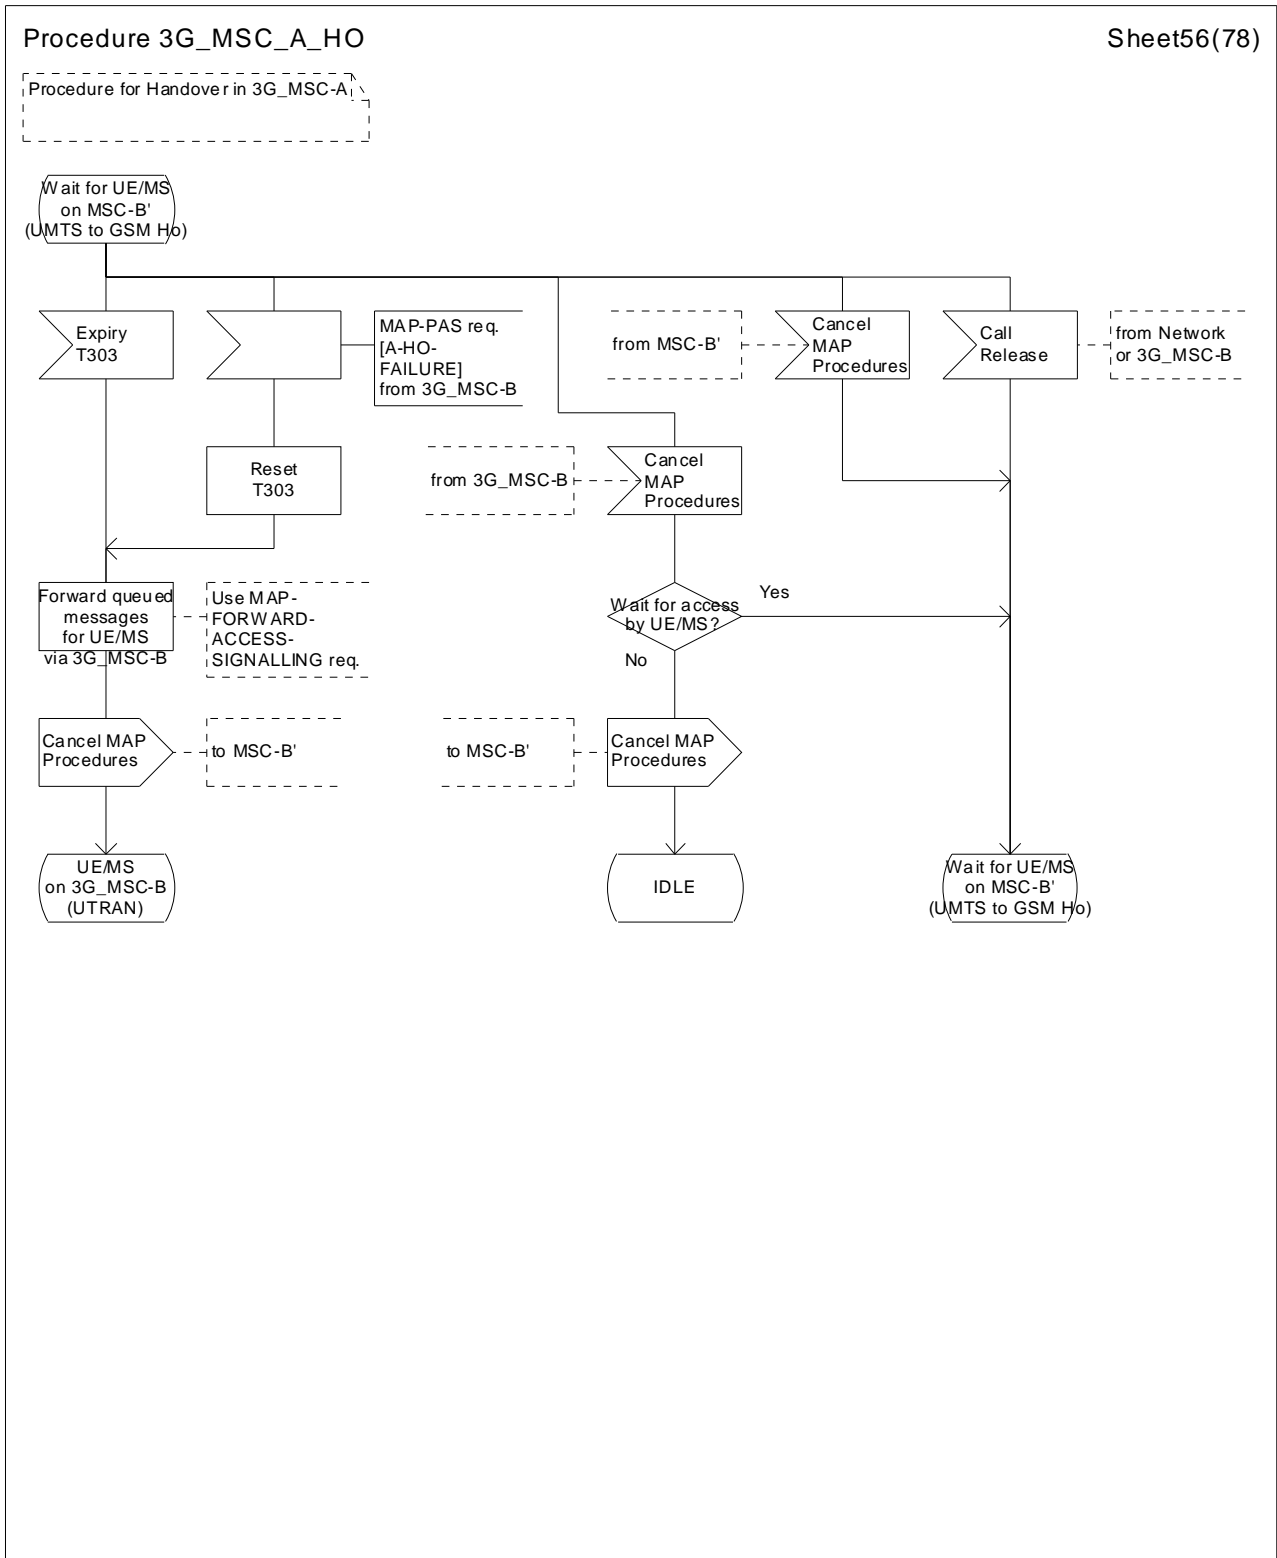 Procedure 3G_MSC_A_HO
Sheet56(78)
Procedure for Handover in 3G_MSC-A
Wait for UE/MS
on MSC-B'
(UMTS to GSM Ho)
Expiry
T303
MAP-PAS req.
[A-HO-
FAILURE]
from 3G_MSC-B
from MSC-B'
Cancel
MAP
Procedures
Call
Release
from Network
or 3G_MSC-B
Reset
T303
from 3G_MSC-B
Cancel
MAP
Procedures
Forward queued
messages
for UE/MS
via 3G_MSC-B
Use MAP-
FORWARD-
ACCESS-
SIGNALLING req.
Wait for access
by UE/MS?
Yes
No
Cancel MAP
Procedures
to MSC-B'
to MSC-B'
Cancel MAP
Procedures
UE/MS
on 3G_MSC-B
(UTRAN)
IDLE
Wait for UE/MS
on MSC-B'
(UMTS to GSM Ho)